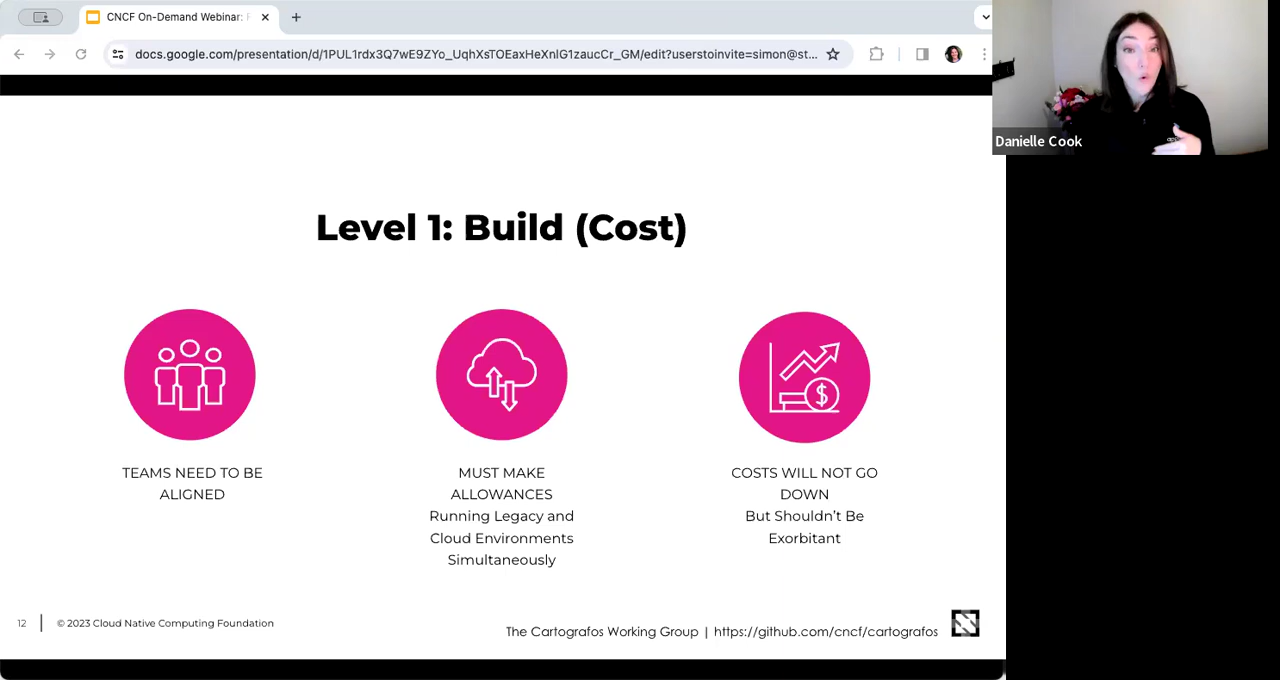 CNCF On-Demand Webinar:
docs.google.com/presentation/d/1PUL1rdx3Q7wE9ZYo_UqhXsTOEaxHeXnlG1zaucCr_GM/edit?userstoinvite=simon@st...
Danielle Cook
Level 1: Build (Cost)
TEAMS NEED TO BE
ALIGNED
MUST MAKE
ALLOWANCES
Running Legacy and
Cloud Environments
Simultaneously
COSTS WILL NOT GO
DOWN
But Shouldn't Be
Exorbitant
12
© 2023 Cloud Native Computing Foundation
The Cartografos Working Group | https://github.com/cncf/cartografos